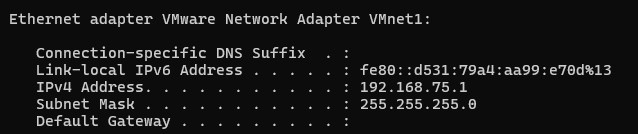 Ethernet adapter VMware Network Adapter VMnet1:
Connection-specific DNS Suffix  . :
Link-local IPv6 Address . . . . . : fe80::d531:79a4:aa99:e70d%13
IPv4 Address. . . . . . . . . . . : 192.168.75.1
Subnet Mask . . . . . . . . . . . : 255.255.255.0
Default Gateway . . . . . . . . . :